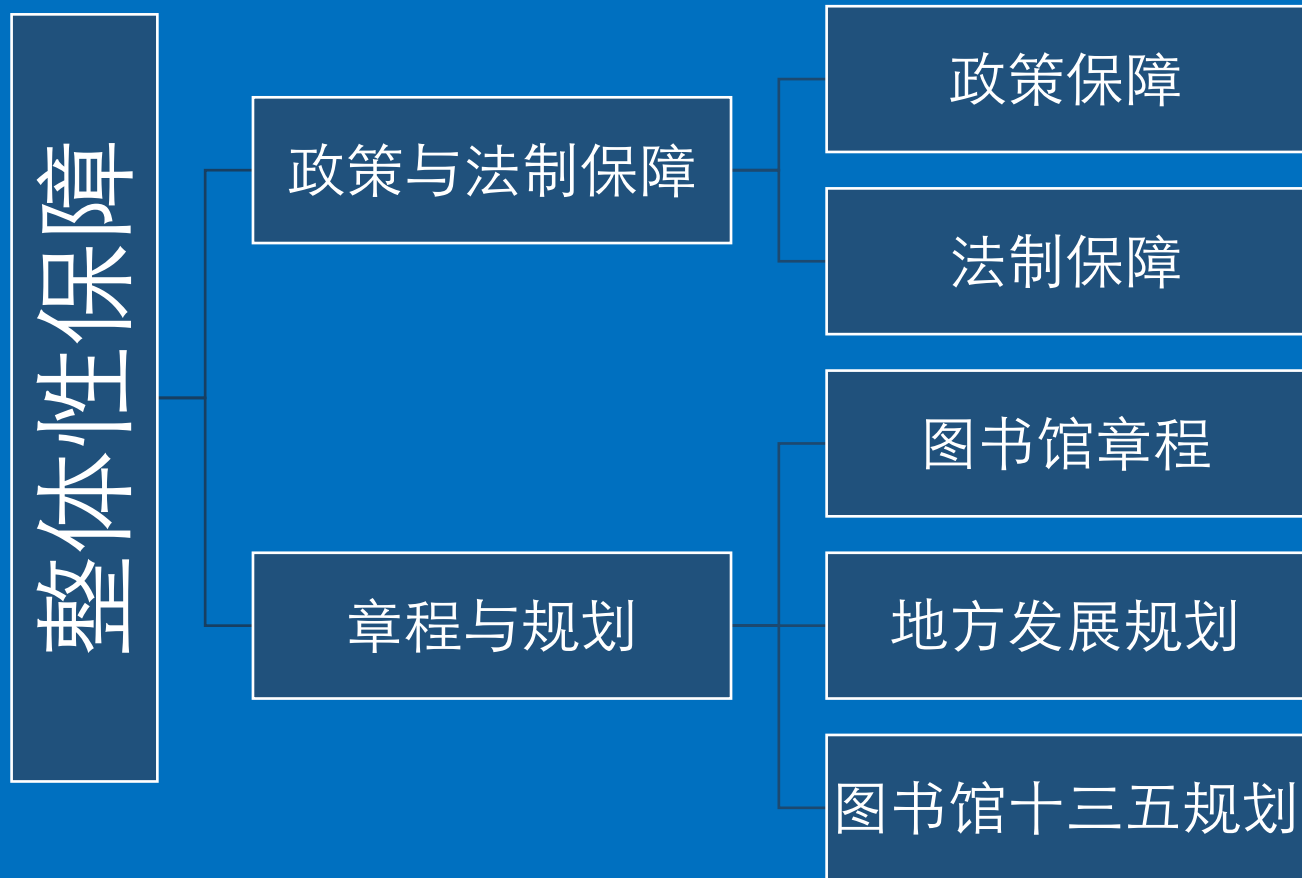 整体性保障
政策与法制保障
政策保障
法制保障
章程与规划
图书馆章程
地方发展规划
图书馆十三五规划